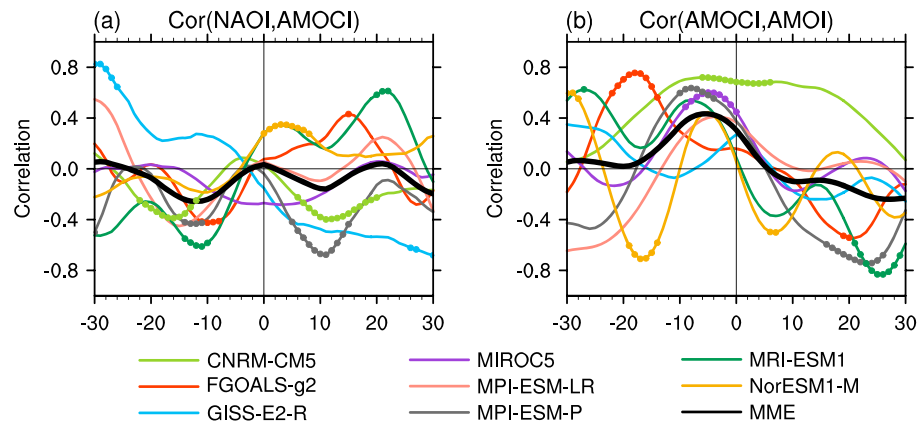 (a) Cor(NAOI,AMOCI)
(b) Cor(AMOCI,AMOI)
Correlation
0.8
0.4
0.0
-0.4
-0.8
-30 -20 -10 0 10 20 30
Correlation
0.8
0.4
0.0
-0.4
-0.8
-30 -20 -10 0 10 20 30
CNRM-CM5
FGOALS-g2
GISS-E2-R
MIROC5
MPI-ESM-LR
MPI-ESM-P
MRI-ESM1
NorESM1-M
MME